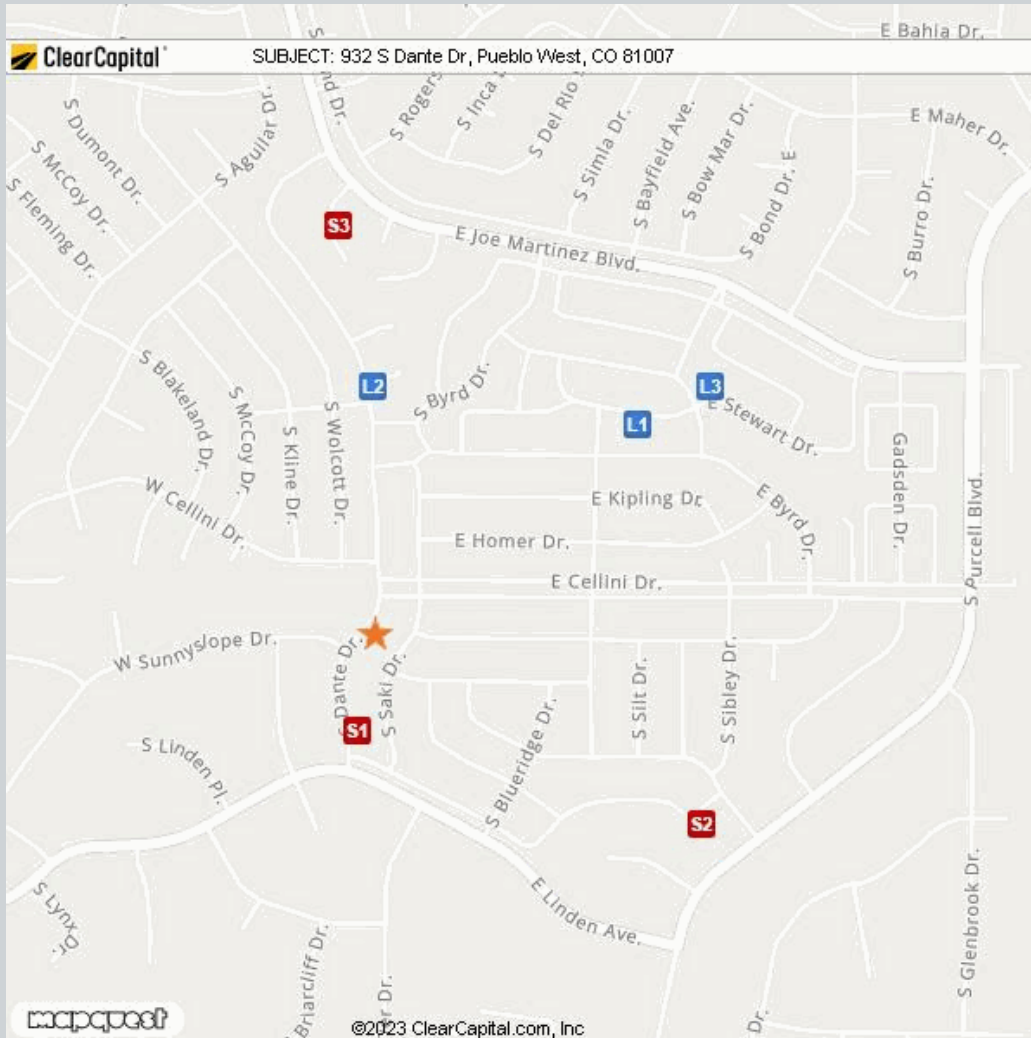 E Bahia Dr.
ClearCapital
SUBJECT: 932 S Dante Dr, Pueblo West, CO 81007
S
nd Dr.
S Rogers
S Inca
S Del Rio
S Simla Dr.
S Bayfield Ave.
S Bow Mar Dr.
S Bond Dr. E
E Maher Dr.
S Burro Dr.
S Dumont Dr.
S McCoy Dr.
S Fleming Dr.
S Aguilar Dr.
S3
E Joe Martinez Blvd.
S Blakeland Dr.
S McCoy Dr.
S Kline Dr.
S Wolcott Dr.
L2
S Byrd Dr.
L3
L1
E Stewart Dr.
Gadsden Dr.
W Cellini Dr.
E Kipling Dr.
E Byrd Dr.
E Homer Dr.
E Cellini Dr.
S Purcell Blvd.
W Sunnyslope Dr.
S Dante Dr.
S Saki Dr.
S1
S Linden Pl.
S Blueridge Dr.
S Silt Dr.
S Sibley Dr.
S2
S Lynx Dr.
E Linden Ave.
S Glenbrook Dr.
Briarcliff Dr.
er Dr.
Dr.
mapquest
©2023 ClearCapital.com, Inc